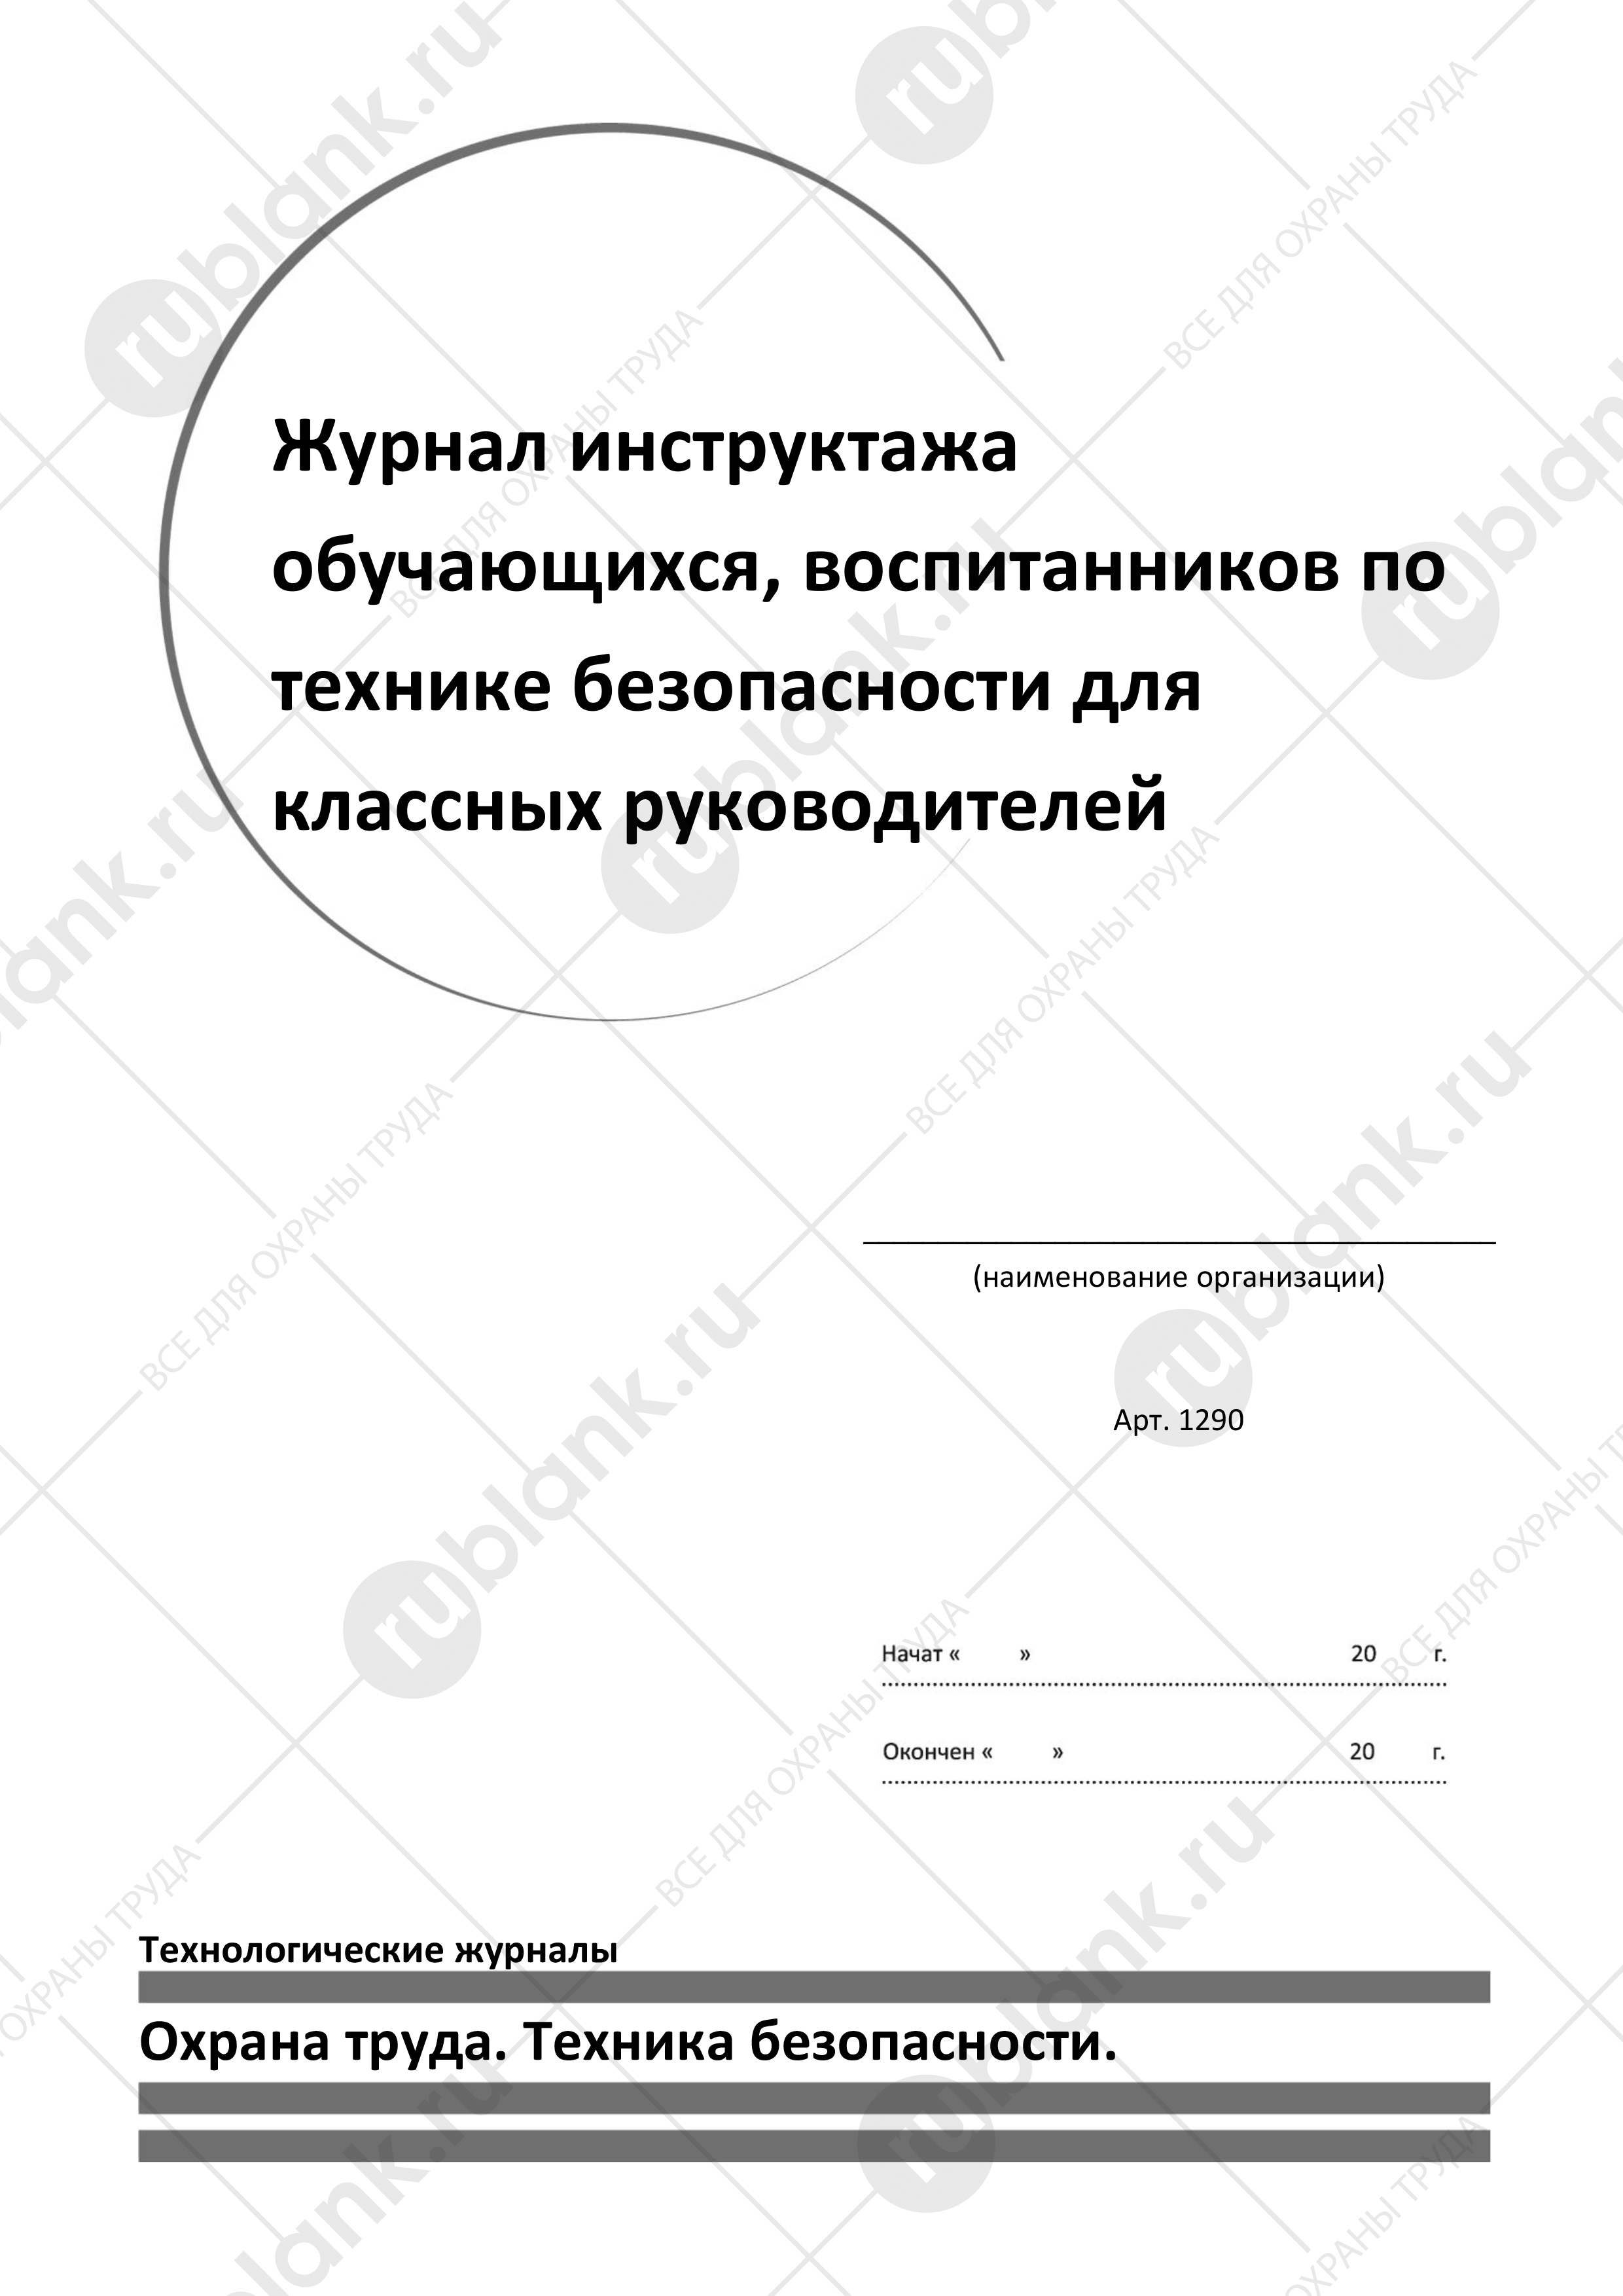 Журнал инструктажа
обучающихся, воспитанников по
технике безопасности для
классных руководителей
(наименование организации)
Арт. 1290
Начат « » 20 г.
Окончен « » 20 г.
Технологические журналы
Охрана труда. Техника безопасности.
rublank.ru
ВСЕ ДЛЯ ОХРАНЫ ТРУДА